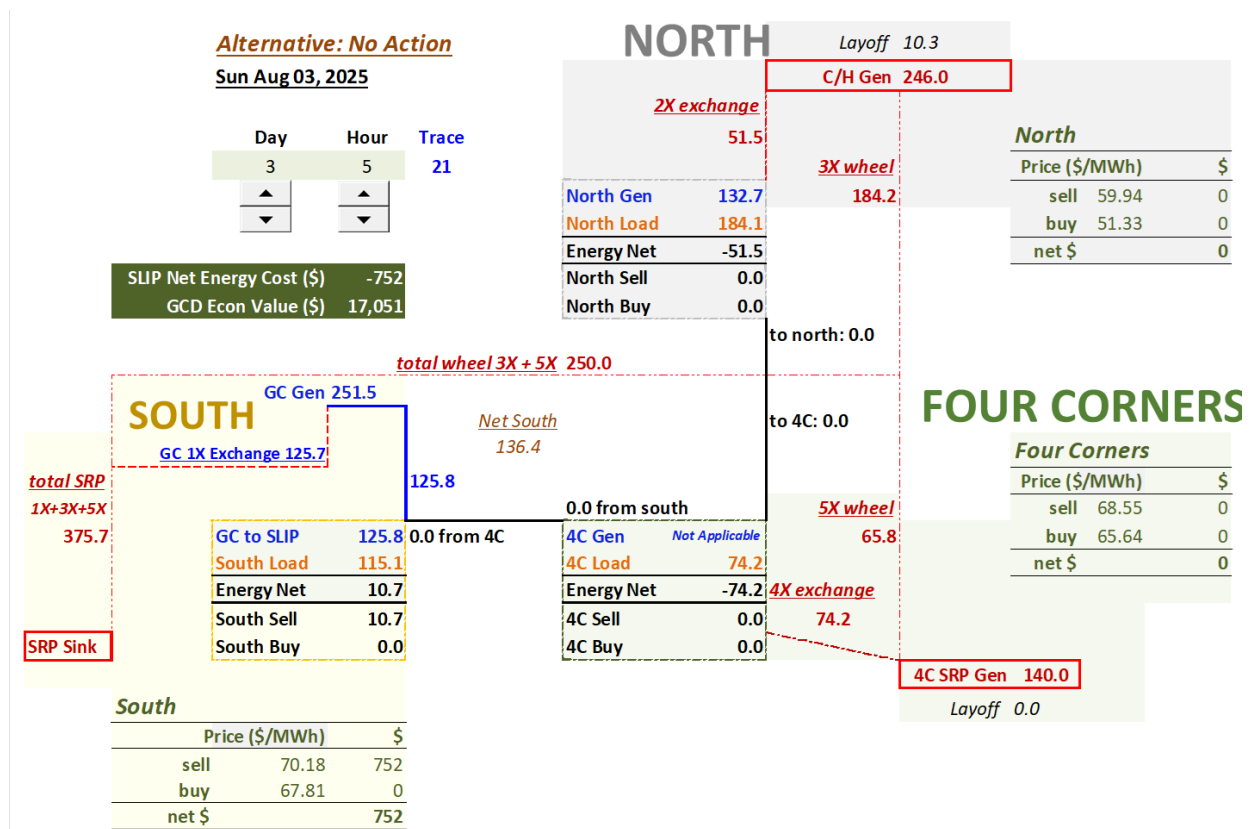 Alternative: No Action
Sun Aug 03, 2025
NORTH
Layoff 10.3
C/H Gen 246.0
2X exchange
51.5
Day Hour Trace
3 5 21
3X wheel
184.2
North
Price ($/MWh) $
sell 59.94 0
buy 51.33 0
net $ 0
North Gen 132.7
North Load 184.1
Energy Net -51.5
North Sell 0.0
North Buy 0.0
SLIP Net Energy Cost ($) -752
GCD Econ Value ($) 17,051
to north: 0.0
total wheel 3X + 5X 250.0
GC Gen 251.5
SOUTH
Net South
136.4
to 4C: 0.0
FOUR CORNERS
GC 1X Exchange 125.7
125.8
total SRP
1X+3X+5X
375.7
Four Corners
Price ($/MWh) $
sell 68.55 0
buy 65.64 0
net $ 0
0.0 from south
0.0 from 4C
5X wheel
65.8
GC to SLIP 125.8
South Load 115.1
Energy Net 10.7
South Sell 10.7
South Buy 0.0
4C Gen Not Applicable
4C Load 74.2
Energy Net -74.2
4C Sell 0.0
4C Buy 0.0
4X exchange
74.2
SRP Sink
4C SRP Gen 140.0
Layoff 0.0
South
Price ($/MWh) $
sell 70.18 752
buy 67.81 0
net $ 752